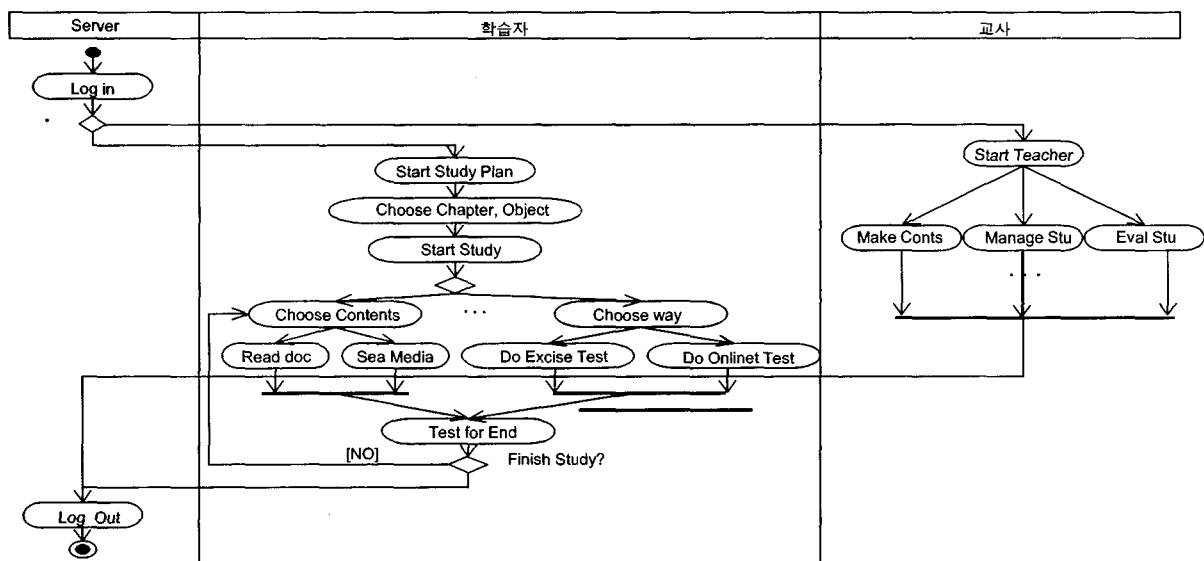 Server
학습자
교사
Log in
Start Teacher
Start Study Plan
Choose Chapter, Object
Start Study
Make Conts
Manage Stu
Eval Stu
. . .
Choose Contents
. . .
Choose way
Read doc
Sea Media
Do Excise Test
Do Onlinet Test
Test for End
[NO]
Finish Study?
Log Out